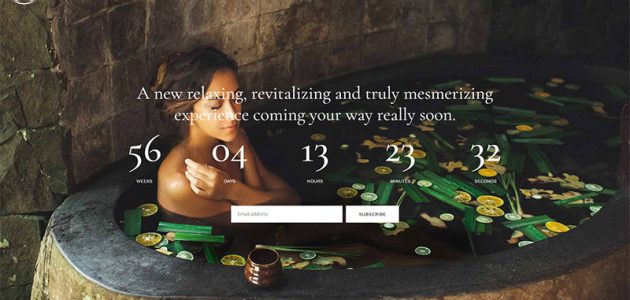 A new relaxing, revitalizing and truly mesmerizing
experience coming your way really soon.
56 04 13 23 32
WEEKS DAYS HOURS MINUTES SECONDS
Email address SUBSCRIBE